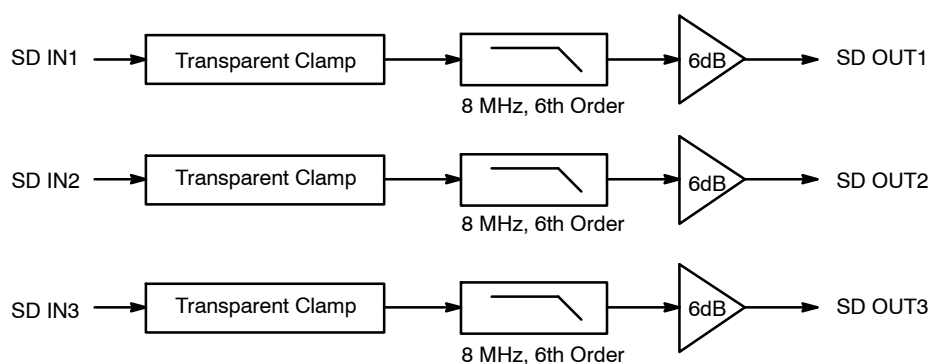 SD IN1
Transparent Clamp
8 MHz, 6th Order
6dB
SD OUT1
SD IN2
Transparent Clamp
8 MHz, 6th Order
6dB
SD OUT2
SD IN3
Transparent Clamp
8 MHz, 6th Order
6dB
SD OUT3